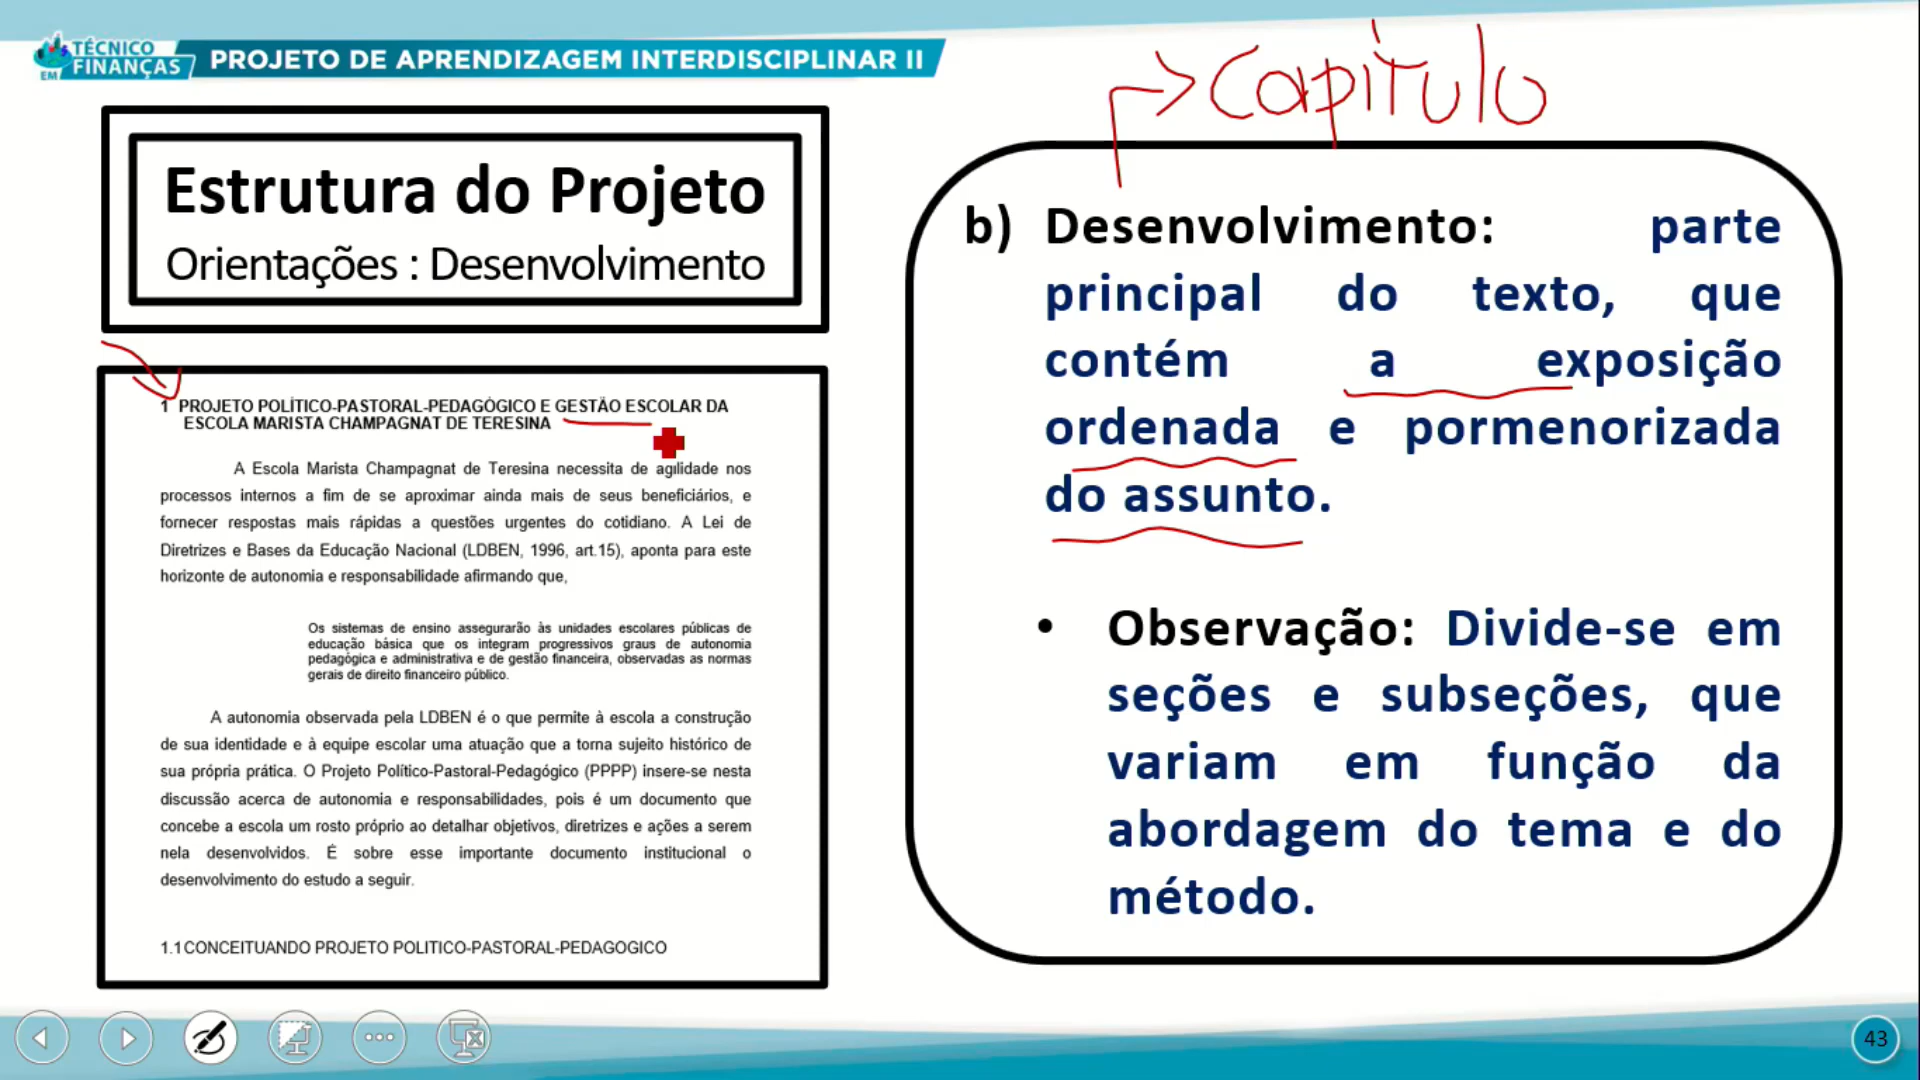 TÉCNICO
EM FINANÇAS
PROJETO DE APRENDIZAGEM INTERDISCIPLINAR II
Capítulo
Estrutura do Projeto
Orientações : Desenvolvimento
1 PROJETO POLÍTICO-PASTORAL-PEDAGÓGICO E GESTÃO ESCOLAR DA
ESCOLA MARISTA CHAMPAGNAT DE TERESINA
A Escola Marista Champagnat de Teresina necessita de agilidade nos
processos internos a fim de se aproximar ainda mais de seus beneficiários, e
fornecer respostas mais rápidas a questões urgentes do cotidiano. A Lei de
Diretrizes e Bases da Educação Nacional (LDBEN, 1996, art.15), aponta para este
horizonte de autonomia e responsabilidade afirmando que,
Os sistemas de ensino assegurarão às unidades escolares públicas de
educação básica que os integram progressivos graus de autonomia
pedagógica e administrativa e de gestão financeira, observadas as normas
gerais de direito financeiro público.
A autonomia observada pela LDBEN é o que permite à escola a construção
de sua identidade e à equipe escolar uma atuação que a torna sujeito histórico de
sua própria prática. O Projeto Político-Pastoral-Pedagógico (PPPP) insere-se nesta
discussão acerca de autonomia e responsabilidades, pois é um documento que
concebe a escola um rosto próprio ao detalhar objetivos, diretrizes e ações a serem
nela desenvolvidos. É sobre esse importante documento institucional o
desenvolvimento do estudo a seguir.
1.1 CONCEITUANDO PROJETO POLITICO-PASTORAL-PEDAGOGICO
b) Desenvolvimento: parte
principal do texto, que
contém a exposição
ordenada e pormenorizada
do assunto.
• Observação: Divide-se em
seções e subseções, que
variam em função da
abordagem do tema e do
método.
43